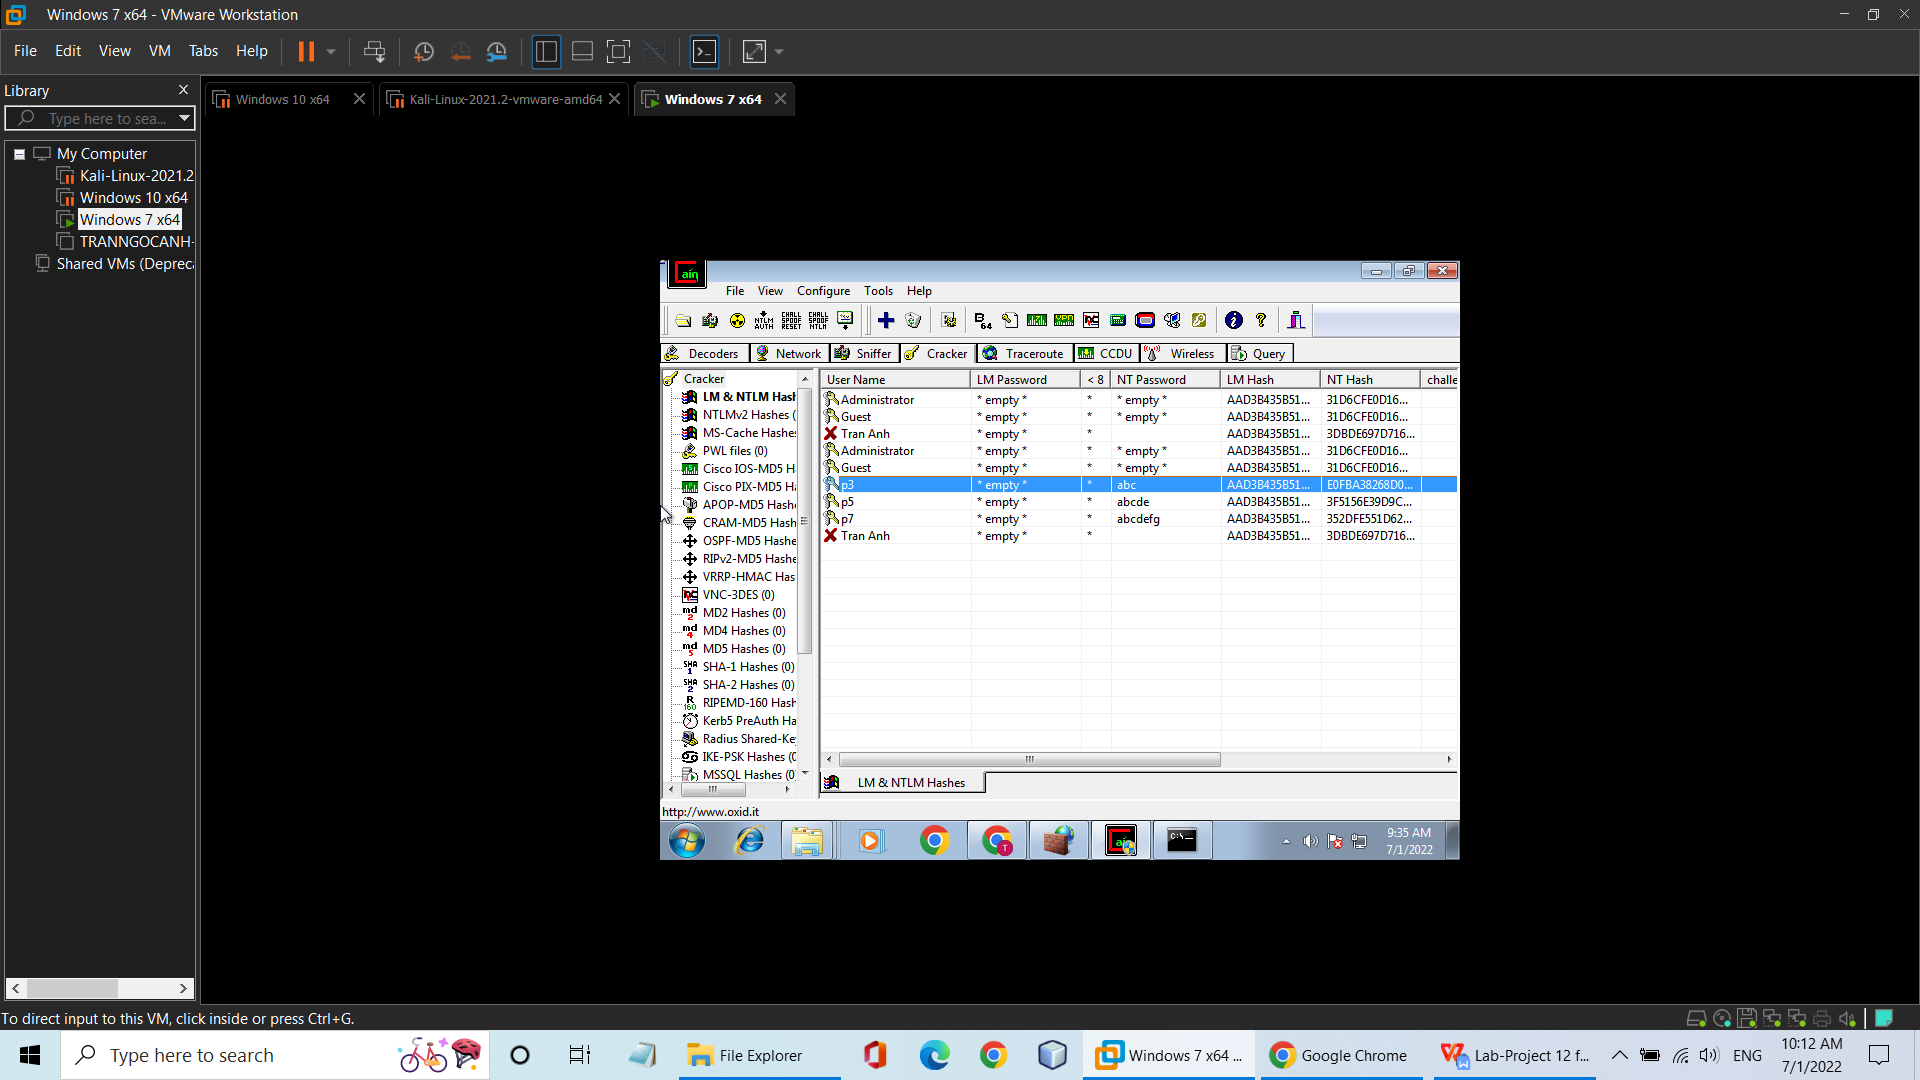 Windows 7 x64 - VMware Workstation
File Edit View VM Tabs Help
Library
Type here to sea...
My Computer
Kali-Linux-2021.2
Windows 10 x64
Windows 7 x64
TRANNGOCANH-
Shared VMs (Depreca
Windows 10 x64
Kali-Linux-2021.2-vmware-amd64
Windows 7 x64
File View Configure Tools Help
Decoders Network Sniffer Cracker Traceroute CCDU Wireless Query
Cracker
LM & NTLM Hash
NTLMv2 Hashes (
MS-Cache Hashes
PWL files (0)
Cisco IOS-MD5 H
Cisco PIX-MD5 Ha
APOP-MD5 Hashe
CRAM-MD5 Hash
OSPF-MD5 Hashe
RIPv2-MD5 Hashe
VRRP-HMAC Has
VNC-3DES (0)
MD2 Hashes (0)
MD4 Hashes (0)
MD5 Hashes (0)
SHA-1 Hashes (0)
SHA-2 Hashes (0)
RIPEMD-160 Hash
Kerb5 PreAuth Ha
Radius Shared-Key
IKE-PSK Hashes (0
MSSQL Hashes (0)
User Name LM Password < 8 NT Password LM Hash NT Hash challe
Administrator * empty * * * empty * AAD3B435B51... 31D6CFE0D16...
Guest * empty * * * empty * AAD3B435B51... 31D6CFE0D16...
Tran Anh * empty * * AAD3B435B51... 3DBDE697D716...
Administrator * empty * * * empty * AAD3B435B51... 31D6CFE0D16...
Guest * empty * * * empty * AAD3B435B51... 31D6CFE0D16...
p3 * empty * * abc AAD3B435B51... E0FBA38268D0...
p5 * empty * * abcde AAD3B435B51... 3F5156E39D9C...
p7 * empty * * abcdefg AAD3B435B51... 352DFE551D62...
Tran Anh * empty * * AAD3B435B51... 3DBDE697D716...
LM & NTLM Hashes
http://www.oxid.it
9:35 AM
7/1/2022
To direct input to this VM, click inside or press Ctrl+G.
Type here to search
File Explorer
Windows 7 x64 ...
Google Chrome
Lab-Project 12 f...
ENG
10:12 AM
7/1/2022